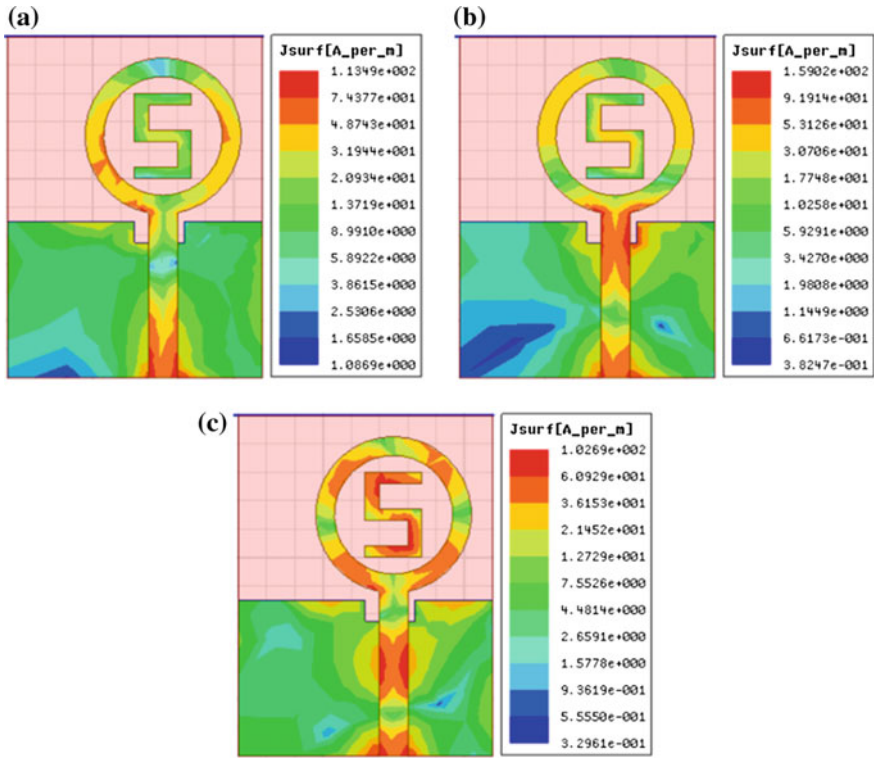 (a)
Jsurf[A_per_m]
1.1349e+002
7.4377e+001
4.8743e+001
3.1944e+001
2.0934e+001
1.3719e+001
8.9910e+000
5.8922e+000
3.8615e+000
2.5306e+000
1.6585e+000
1.0869e+000
(b)
Jsurf[A_per_m]
1.5902e+002
9.1914e+001
5.3126e+001
3.0706e+001
1.7748e+001
1.0258e+001
5.9291e+000
3.4270e+000
1.9808e+000
1.1449e+000
6.6173e-001
3.8247e-001
(c)
Jsurf[A_per_m]
1.0269e+002
6.0929e+001
3.6153e+001
2.1452e+001
1.2729e+001
7.5526e+000
4.4814e+000
2.6591e+000
1.5778e+000
9.3619e-001
5.5550e-001
3.2961e-001